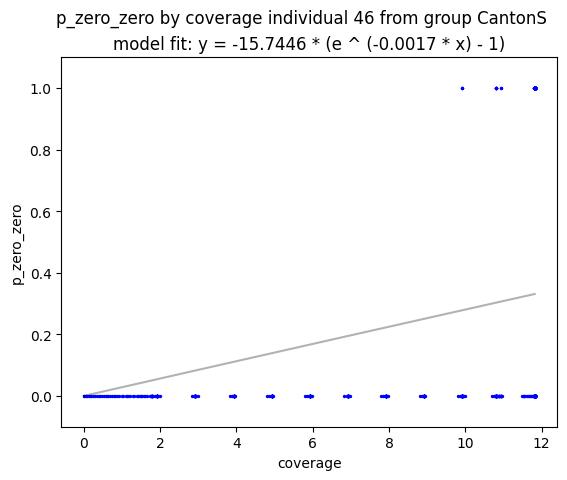 p_zero_zero by coverage individual 46 from group CantonS
model fit: y = -15.7446 * (e ^ (-0.0017 * x) - 1)
1.0
0.8
0.6
0.4
0.2
0.0
p_zero_zero
0 2 4 6 8 10 12
coverage